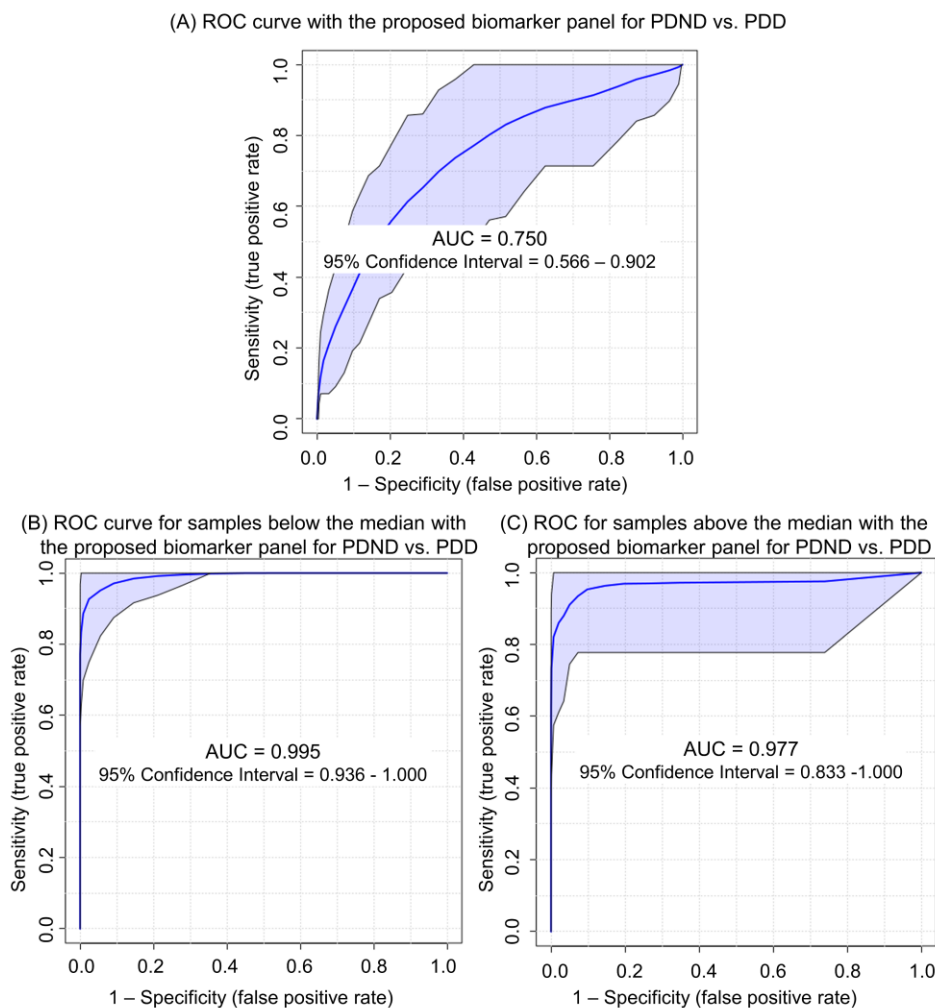 (A) ROC curve with the proposed biomarker panel for PDND vs. PDD
Sensitivity (true positive rate)
1.0
0.8
0.6
0.4
0.2
0.0
AUC = 0.750
95% Confidence Interval = 0.566 – 0.902
0.0 0.2 0.4 0.6 0.8 1.0
1 – Specificity (false positive rate)
(B) ROC curve for samples below the median with
the proposed biomarker panel for PDND vs. PDD
Sensitivity (true positive rate)
1.0
0.8
0.6
0.4
0.2
0.0
AUC = 0.995
95% Confidence Interval = 0.936 - 1.000
0.0 0.2 0.4 0.6 0.8 1.0
1 – Specificity (false positive rate)
(C) ROC for samples above the median with the
proposed biomarker panel for PDND vs. PDD
Sensitivity (true positive rate)
1.0
0.8
0.6
0.4
0.2
0.0
AUC = 0.977
95% Confidence Interval = 0.833 -1.000
0.0 0.2 0.4 0.6 0.8 1.0
1 – Specificity (false positive rate)